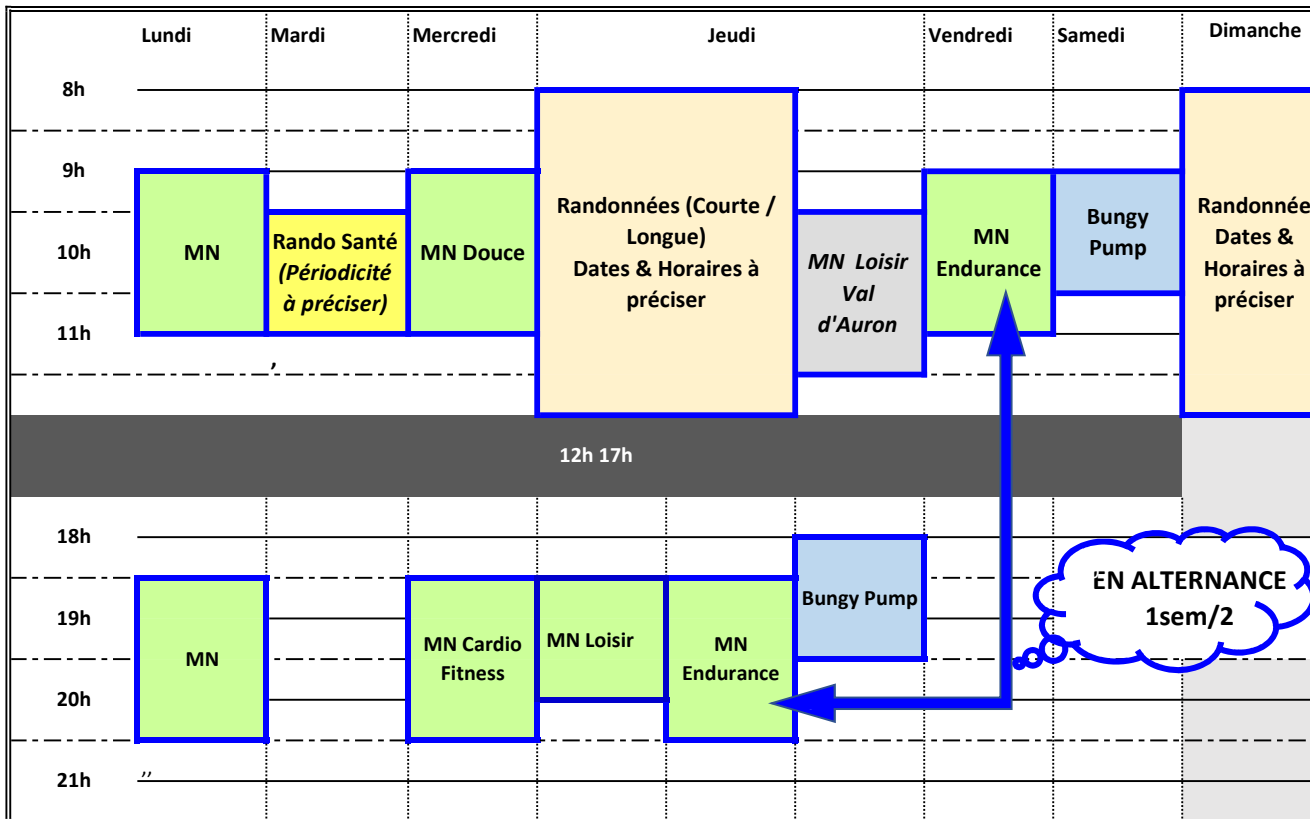 Lundi Mardi Mercredi Jeudi Vendredi Samedi Dimanche
8h
9h
10h
11h
MN
Rando Santé
(Périodicité
à préciser)
,
MN Douce
Randonnées (Courte /
Longue)
Dates & Horaires à
préciser
MN Loisir
Val
d'Auron
MN
Endurance
Bungy
Pump
Randonnée
Dates &
Horaires à
préciser
12h 17h
18h
19h
20h
21h
MN
,,
MN Cardio
Fitness
MN Loisir
MN
Endurance
Bungy Pump
EN ALTERNANCE
1sem/2